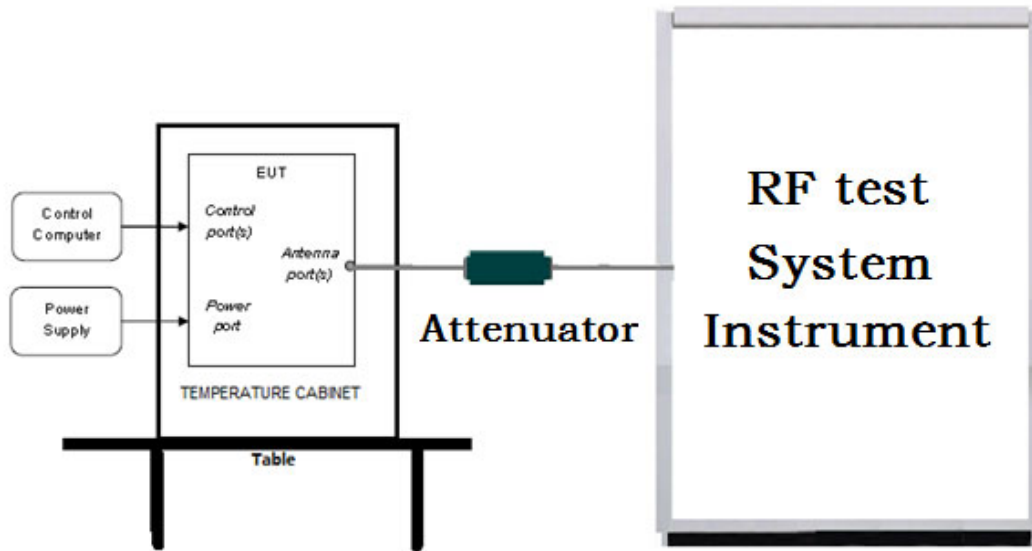 EUT
Control
Computer
Control
port(s)
Antenna
port(s)
Power
Supply
Power
port
TEMPERATURE CABINET
Table
Attenuator
RF test
System
Instrument